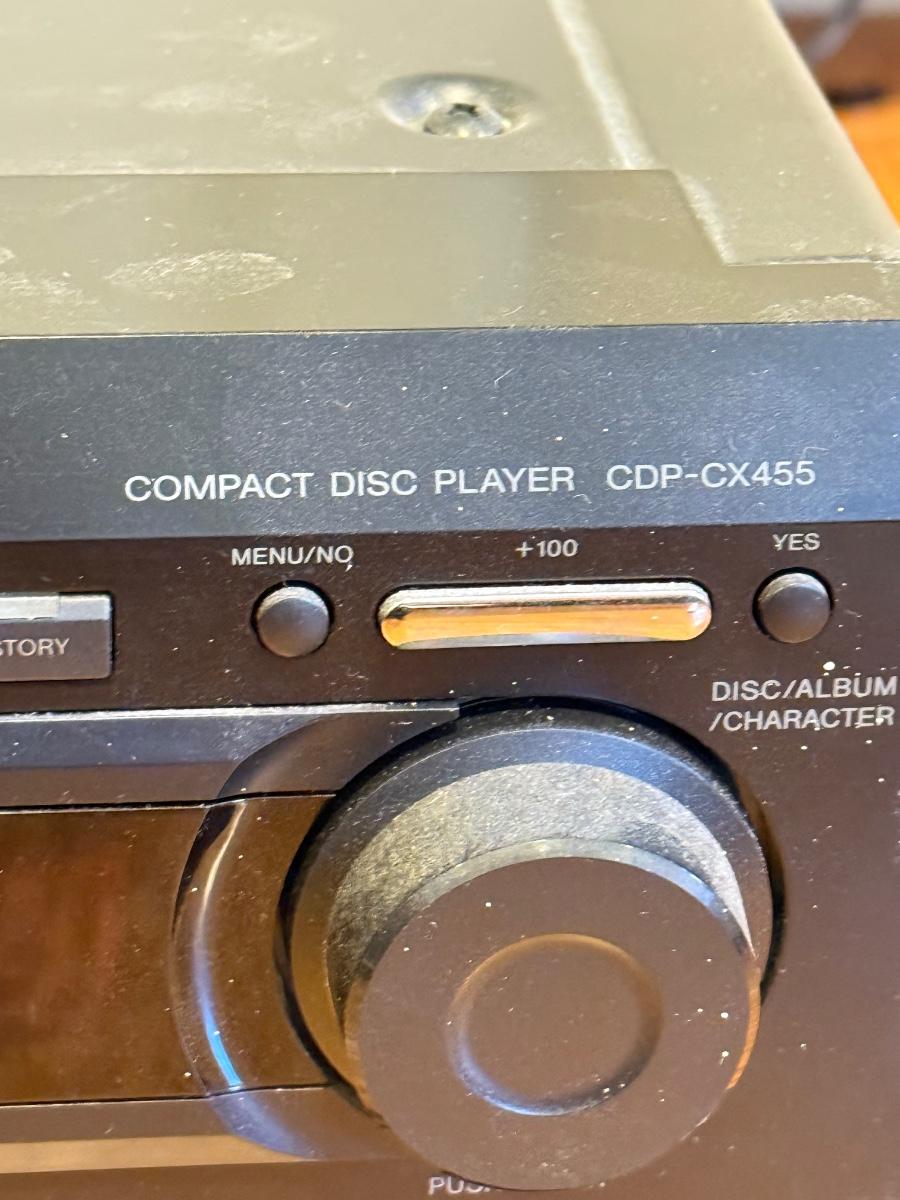 COMPACT DISC PLAYER CDP-CX455
MENU/NO
+100
YES
STORY
DISC/ALBUM
/CHARACTER